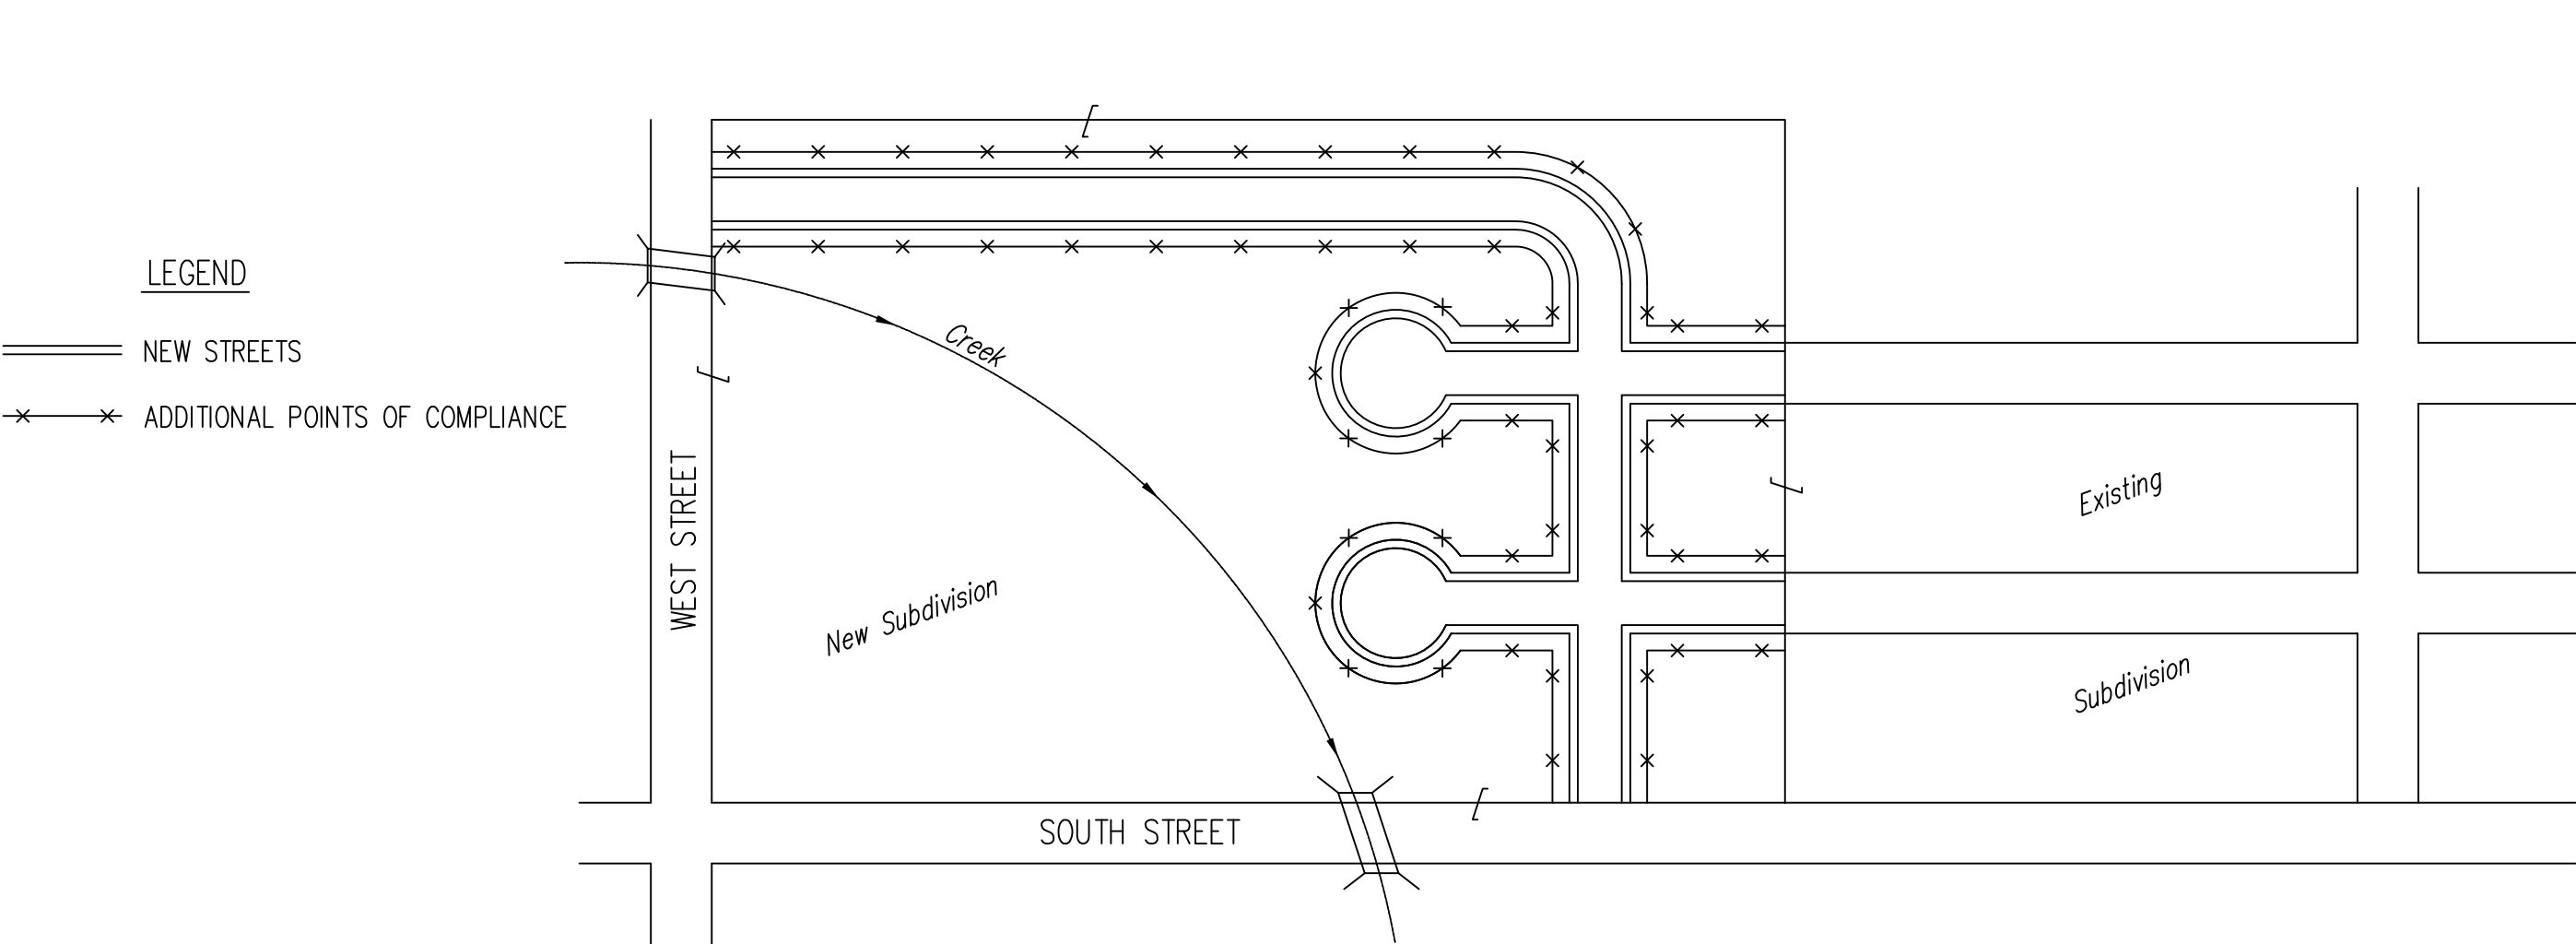 LEGEND
NEW STREETS
ADDITIONAL POINTS OF COMPLIANCE
WEST STREET
Creek
New Subdivision
SOUTH STREET
Existing
Subdivision